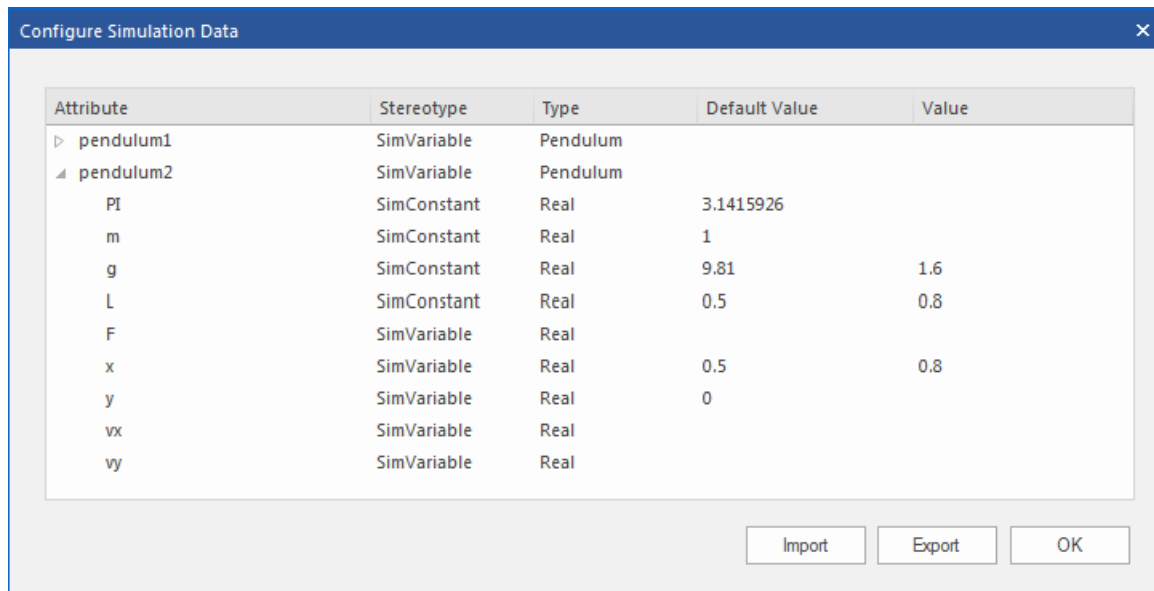 Configure Simulation Data
Attribute Stereotype Type Default Value Value
pendulum1 SimVariable Pendulum
pendulum2 SimVariable Pendulum
PI SimConstant Real 3.1415926
m SimConstant Real 1
g SimConstant Real 9.81 1.6
L SimConstant Real 0.5 0.8
F SimVariable Real
x SimVariable Real 0.5 0.8
y SimVariable Real 0
vx SimVariable Real
vy SimVariable Real
Import Export OK